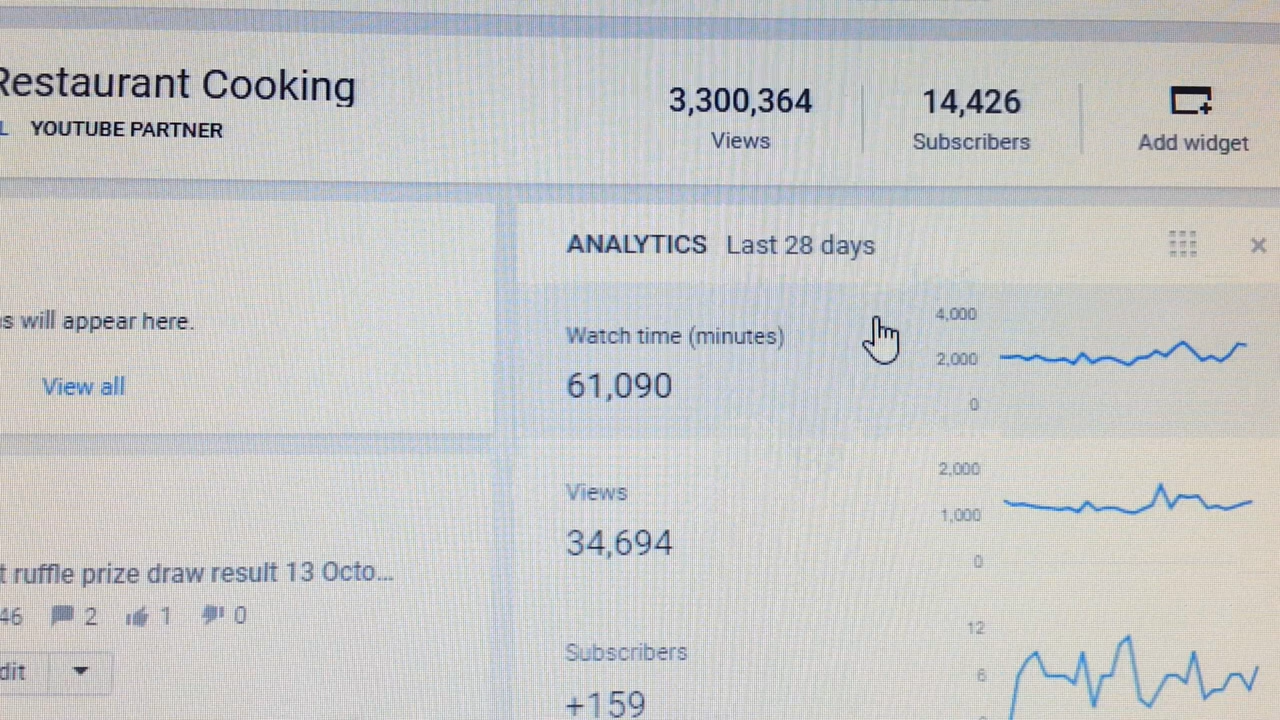 Restaurant Cooking
L YOUTUBE PARTNER
3,300,364
Views
14,426
Subscribers
Add widget
s will appear here.
View all
t ruffle prize draw result 13 Octo...
46 2 1 0
dit
ANALYTICS Last 28 days
Watch time (minutes)
61,090
4,000
2,000
0
Views
34,694
2,000
1,000
0
Subscribers
+159
12
6